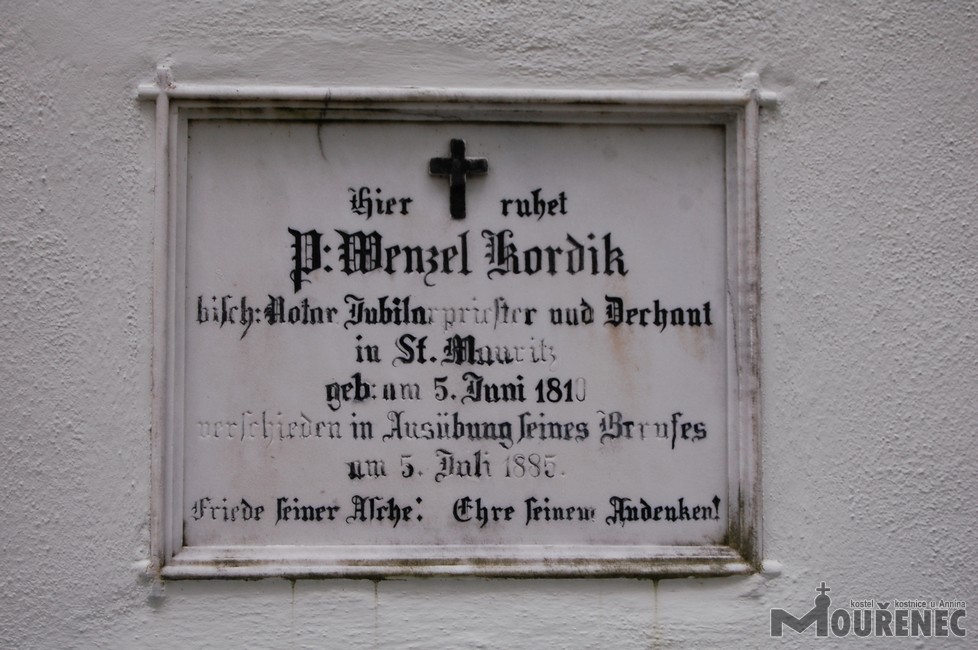 Hier ruhet
P: Wenzel Kordik
bisch: Notar Jubilarpriester und Dechant
in St. Mauritz
geb: am 5. Juni 1810
verschieden in Ausübung seines Berufes
am 5. Juli 1885.
Friede seiner Asche! Ehre seinem Andenken!
kostel kostnice u Annína
MOUŘENEC